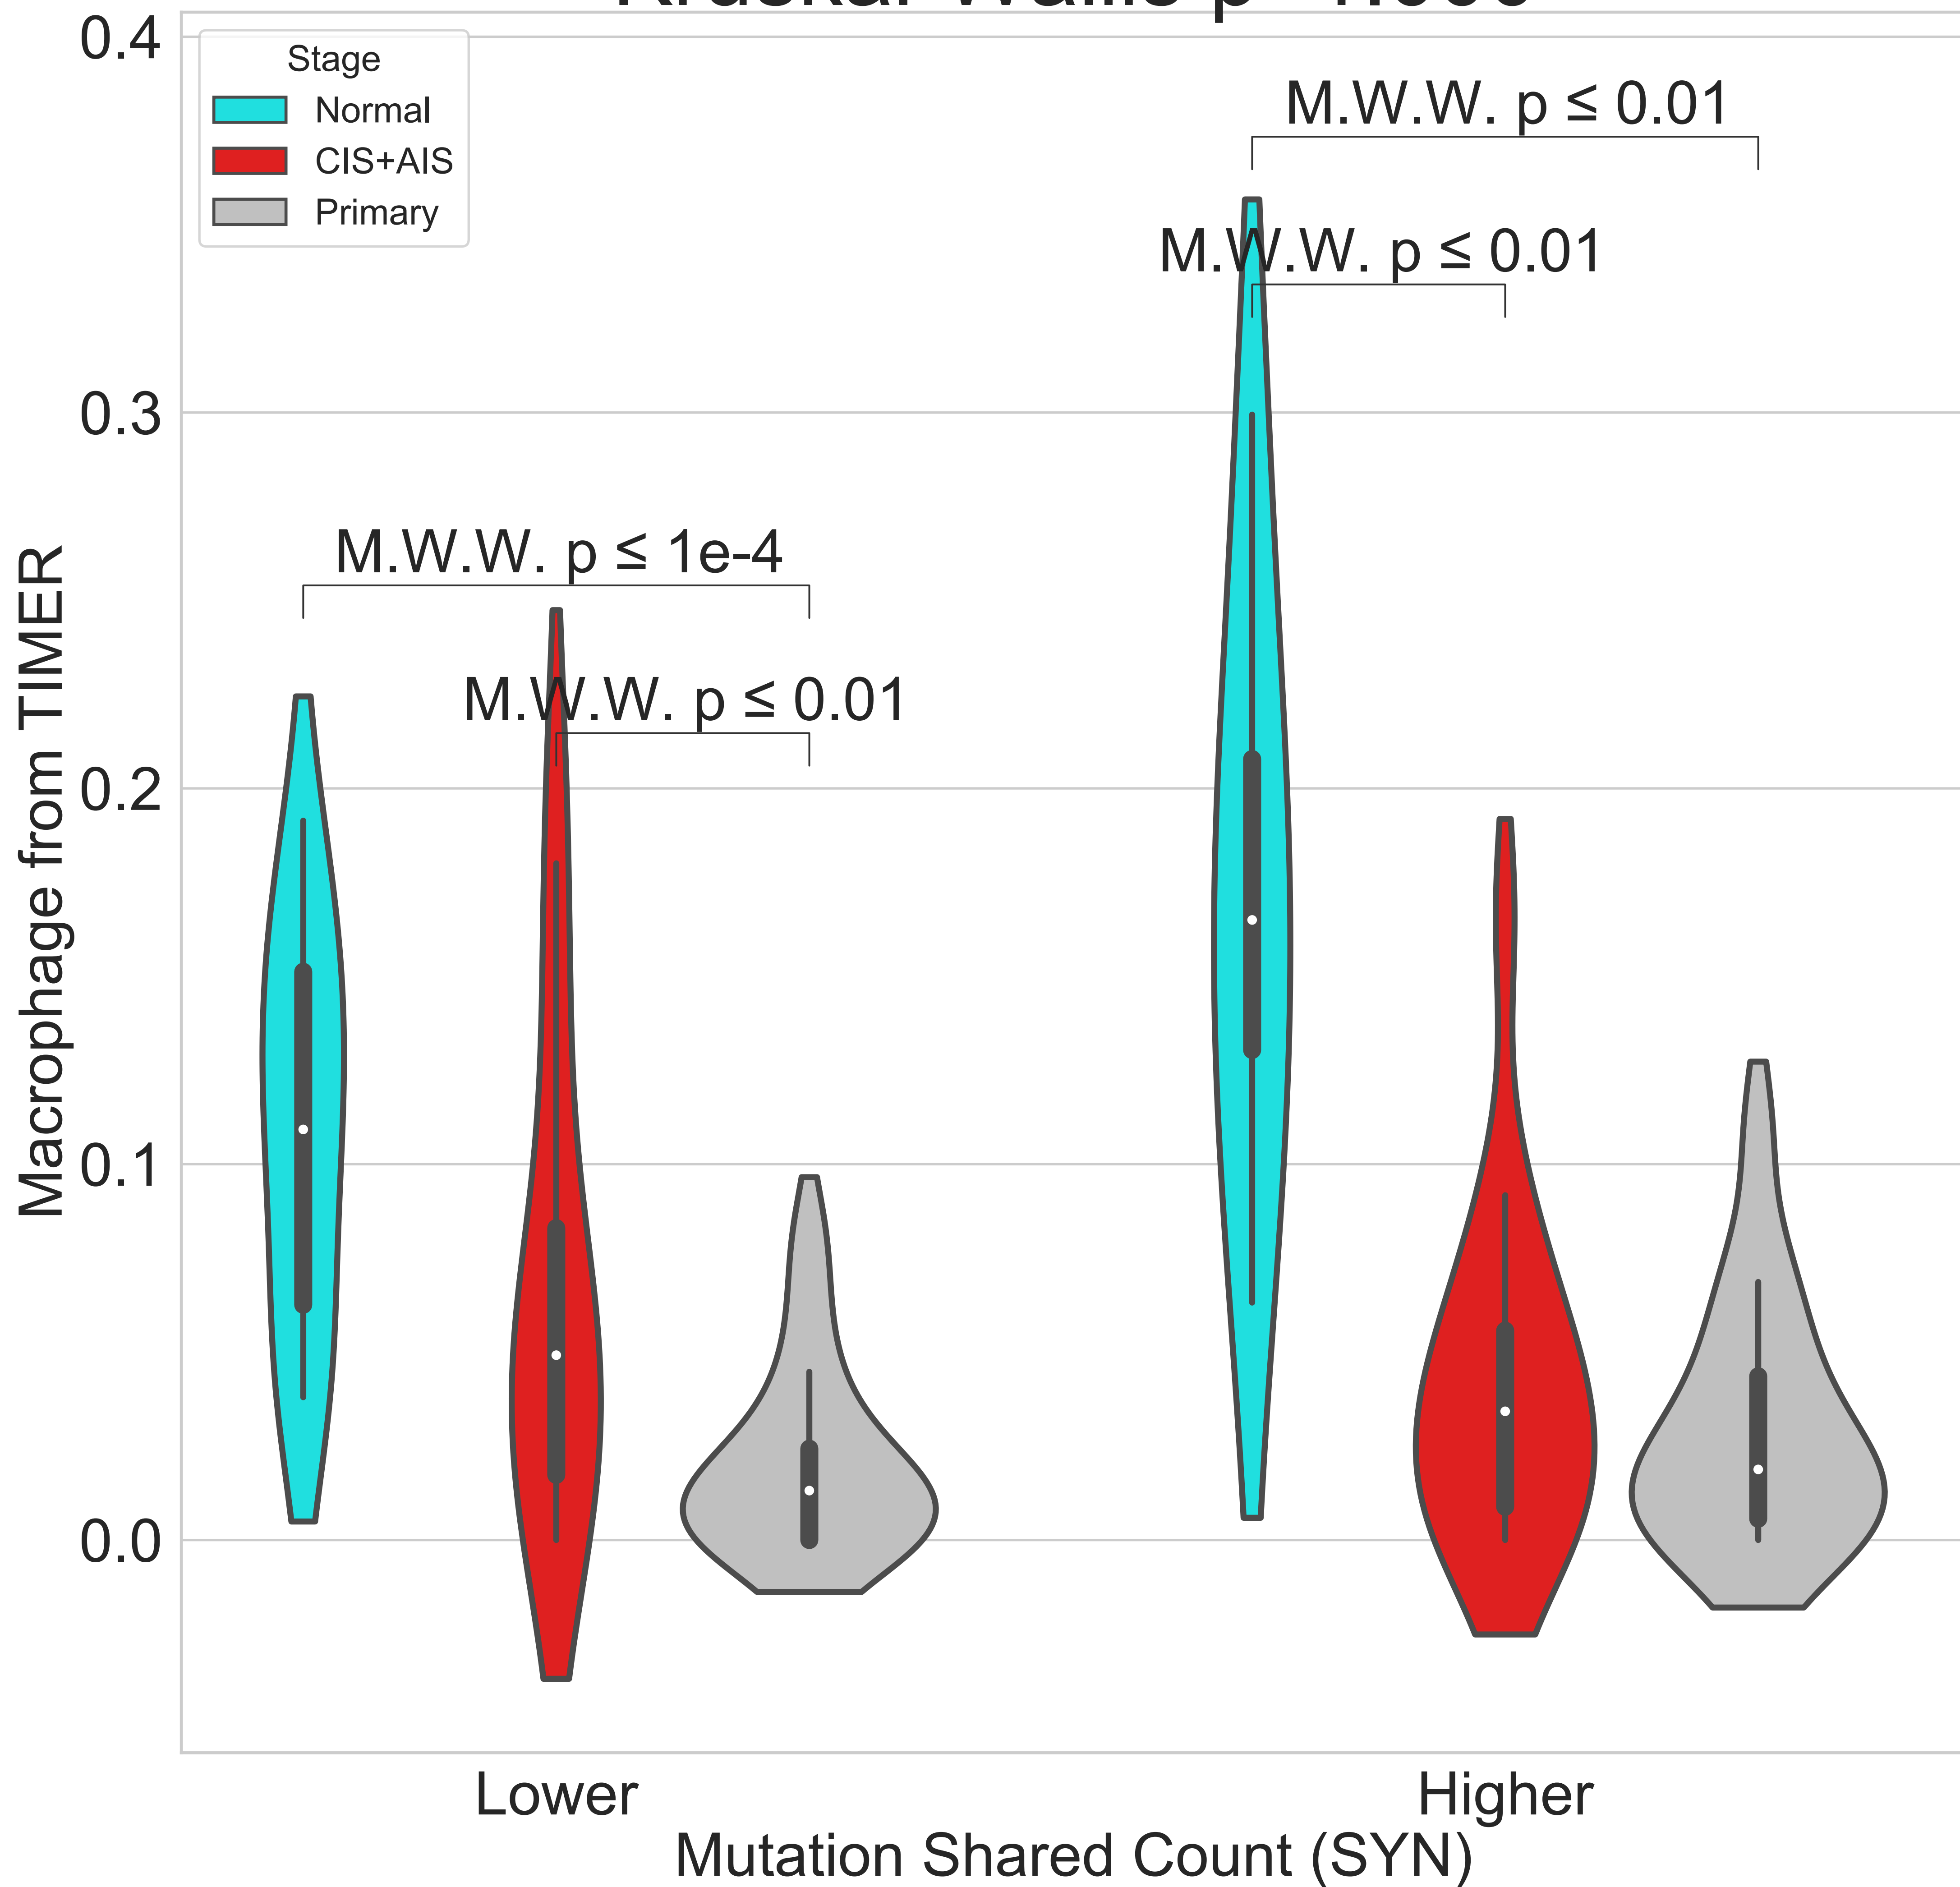 0.4
Stage
Normal
CIS+AIS
Primary
M.W.W. p ≤ 0.01
M.W.W. p ≤ 0.01
0.3
M.W.W. p ≤ 1e-4
M.W.W. p ≤ 0.01
0.2
0.1
0.0
Macrophage from TIMER
Lower
Higher
Mutation Shared Count (SYN)